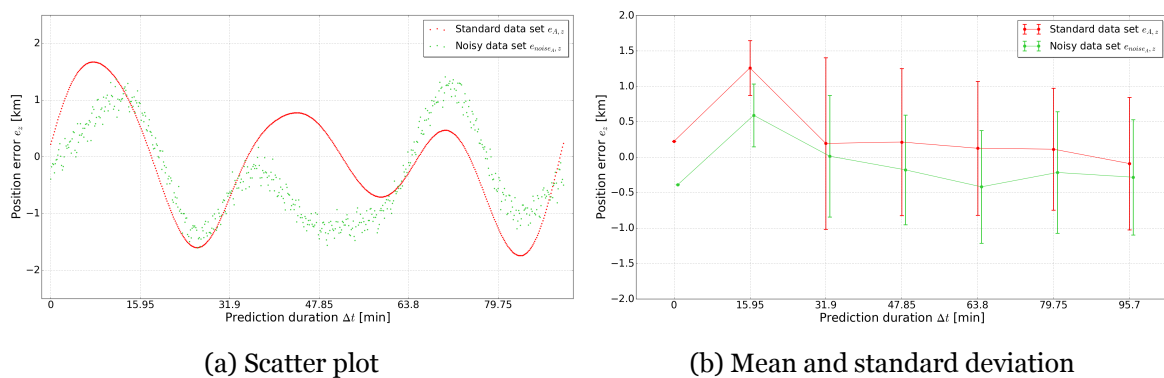 Standard data set e_{A,z}
Noisy data set e_{noise_A,z}
Position error e_z [km]
2
1
0
−1
−2
0
15.95
31.9
47.85
63.8
79.75
Prediction duration Δt [min]
(a) Scatter plot
Standard data set e_{A,z}
Noisy data set e_{noise_A,z}
Position error e_z [km]
2.0
1.5
1.0
0.5
0.0
−0.5
−1.0
−1.5
−2.0
0
15.95
31.9
47.85
63.8
79.75
95.7
Prediction duration Δt [min]
(b) Mean and standard deviation